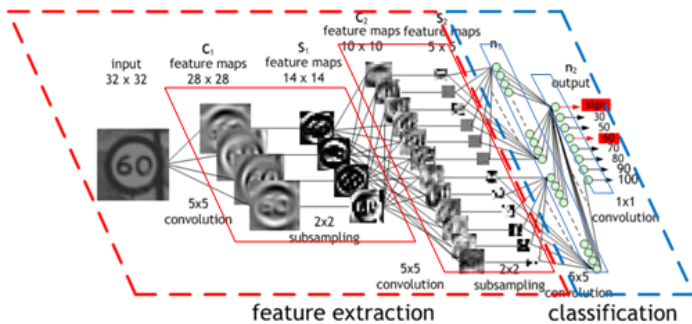 input
32 x 32
C1
feature maps
28 x 28
S1
feature maps
14 x 14
C2
feature maps
10 x 10
S2
feature maps
5 x 5
n1
n2
output
sign
30
50
60
70
80
90
100
60
5x5
convolution
2x2
subsampling
5x5
convolution
2x2
subsampling
convolution
1x1
convolution
feature extraction
classification